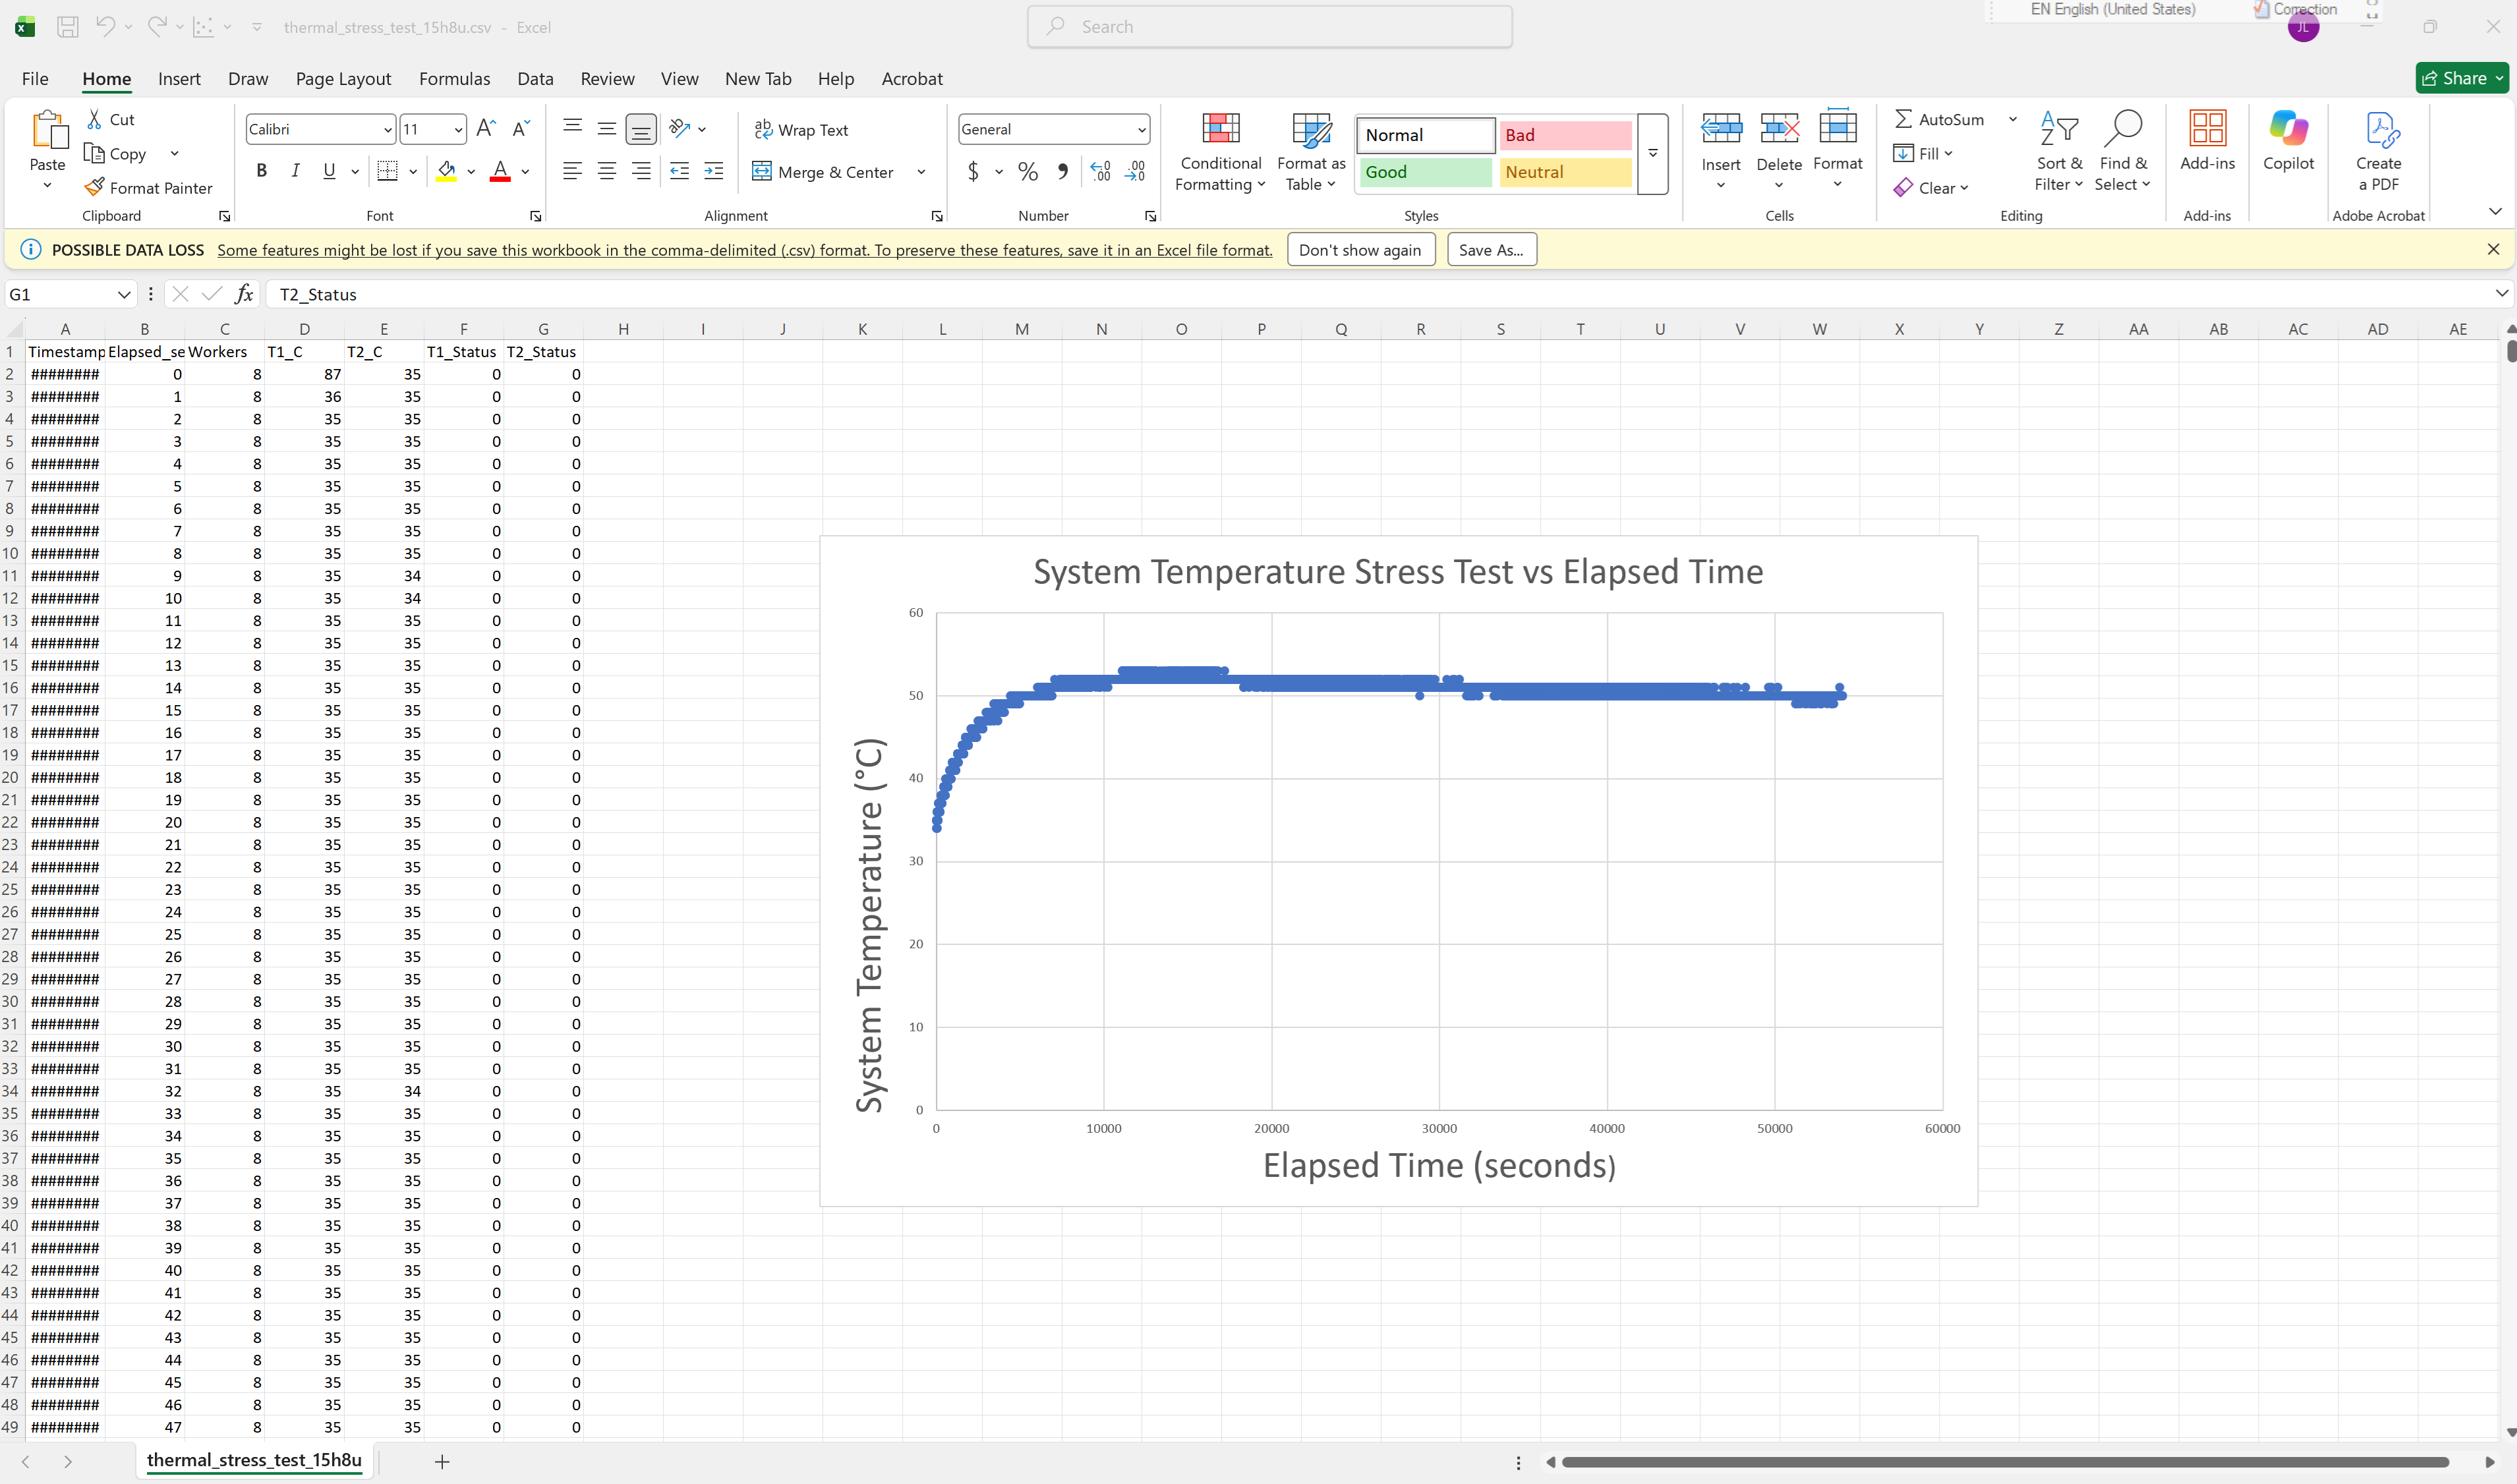 thermal_stress_test_15h8u.csv - Excel
Search
EN English (United States)
Correction
JL
File Home Insert Draw Page Layout Formulas Data Review View New Tab Help Acrobat
Share
Paste
Cut
Copy
Format Painter
Clipboard
Calibri 11
B I U
Font
Wrap Text
Merge & Center
Alignment
General
$ % , .00
Number
Conditional Formatting
Format as Table
Normal Bad
Good Neutral
Styles
Insert Delete Format
Cells
AutoSum
Fill
Clear
Sort & Filter
Find & Select
Editing
Add-ins
Add-ins
Copilot
Create a PDF
Adobe Acrobat
POSSIBLE DATA LOSS Some features might be lost if you save this workbook in the comma-delimited (.csv) format. To preserve these features, save it in an Excel file format. Don't show again Save As...
G1 fx T2_Status
A B C D E F G H I J K L M N O P Q R S T U V W X Y Z AA AB AC AD AE
1 Timestamp Elapsed_se Workers T1_C T2_C T1_Status T2_Status
2 ######## 0 8 87 35 0 0
3 ######## 1 8 36 35 0 0
4 ######## 2 8 35 35 0 0
5 ######## 3 8 35 35 0 0
6 ######## 4 8 35 35 0 0
7 ######## 5 8 35 35 0 0
8 ######## 6 8 35 35 0 0
9 ######## 7 8 35 35 0 0
10 ######## 8 8 35 35 0 0
11 ######## 9 8 35 34 0 0
12 ######## 10 8 35 34 0 0
13 ######## 11 8 35 35 0 0
14 ######## 12 8 35 35 0 0
15 ######## 13 8 35 35 0 0
16 ######## 14 8 35 35 0 0
17 ######## 15 8 35 35 0 0
18 ######## 16 8 35 35 0 0
19 ######## 17 8 35 35 0 0
20 ######## 18 8 35 35 0 0
21 ######## 19 8 35 35 0 0
22 ######## 20 8 35 35 0 0
23 ######## 21 8 35 35 0 0
24 ######## 22 8 35 35 0 0
25 ######## 23 8 35 35 0 0
26 ######## 24 8 35 35 0 0
27 ######## 25 8 35 35 0 0
28 ######## 26 8 35 35 0 0
29 ######## 27 8 35 35 0 0
30 ######## 28 8 35 35 0 0
31 ######## 29 8 35 35 0 0
32 ######## 30 8 35 35 0 0
33 ######## 31 8 35 35 0 0
34 ######## 32 8 35 34 0 0
35 ######## 33 8 35 35 0 0
36 ######## 34 8 35 35 0 0
37 ######## 35 8 35 35 0 0
38 ######## 36 8 35 35 0 0
39 ######## 37 8 35 35 0 0
40 ######## 38 8 35 35 0 0
41 ######## 39 8 35 35 0 0
42 ######## 40 8 35 35 0 0
43 ######## 41 8 35 35 0 0
44 ######## 42 8 35 35 0 0
45 ######## 43 8 35 35 0 0
46 ######## 44 8 35 35 0 0
47 ######## 45 8 35 35 0 0
48 ######## 46 8 35 35 0 0
49 ######## 47 8 35 35 0 0
System Temperature Stress Test vs Elapsed Time
System Temperature (°C)
60
50
40
30
20
10
0
0 10000 20000 30000 40000 50000 60000
Elapsed Time (seconds)
thermal_stress_test_15h8u